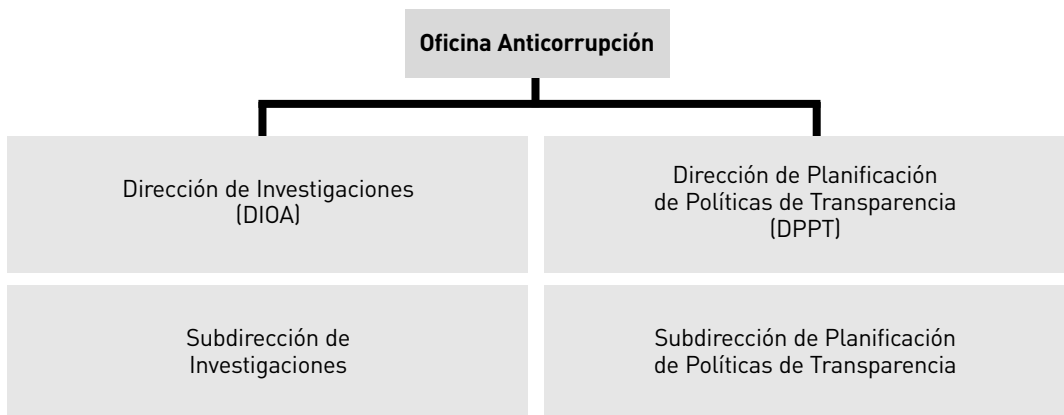 Oficina Anticorrupción
Dirección de Investigaciones
(DIOA)
Dirección de Planificación
de Políticas de Transparencia
(DPPT)
Subdirección de
Investigaciones
Subdirección de Planificación
de Políticas de Transparencia